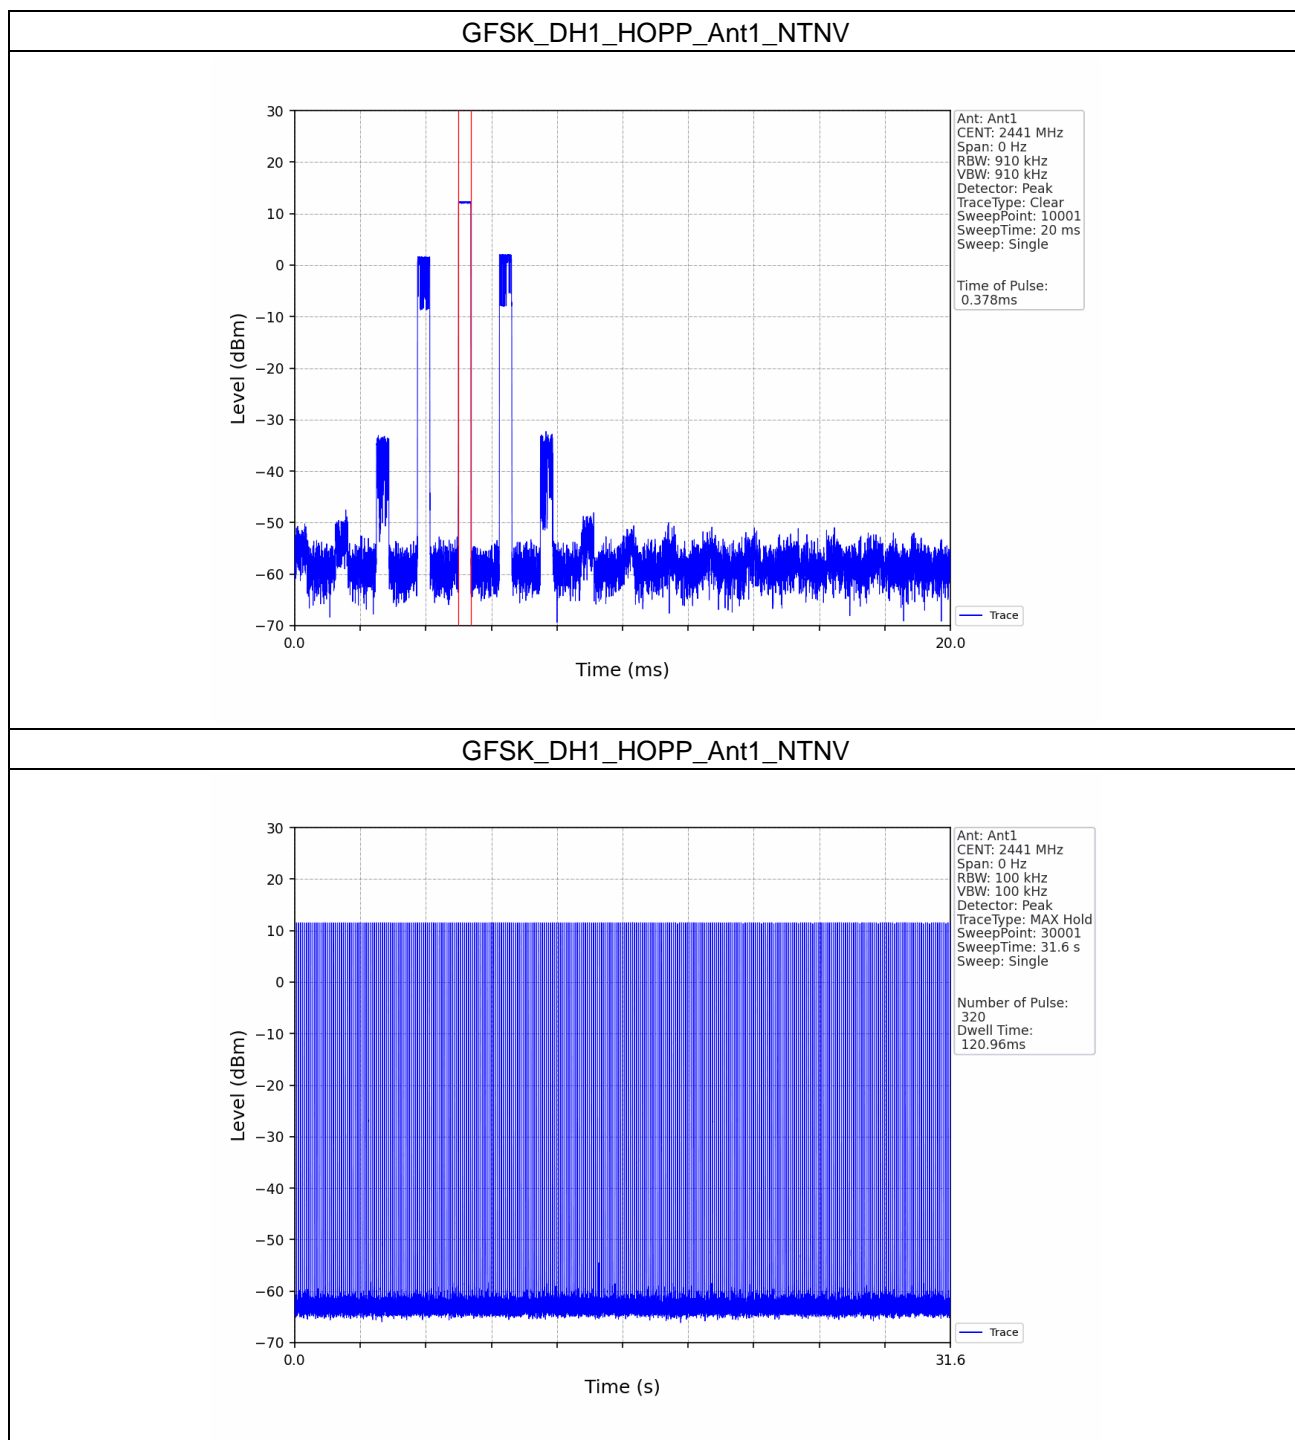 GFSK_DH1_HOPP_Ant1_NTNV
30
20
10
0
−10
−20
−30
−40
−50
−60
−70
Level (dBm)
0.0
20.0
Time (ms)
Ant: Ant1
CENT: 2441 MHz
Span: 0 Hz
RBW: 910 kHz
VBW: 910 kHz
Detector: Peak
TraceType: Clear
SweepPoint: 10001
SweepTime: 20 ms
Sweep: Single
Time of Pulse:
0.378ms
Trace
GFSK_DH1_HOPP_Ant1_NTNV
30
20
10
0
−10
−20
−30
−40
−50
−60
−70
Level (dBm)
0.0
31.6
Time (s)
Ant: Ant1
CENT: 2441 MHz
Span: 0 Hz
RBW: 100 kHz
VBW: 100 kHz
Detector: Peak
TraceType: MAX Hold
SweepPoint: 30001
SweepTime: 31.6 s
Sweep: Single
Number of Pulse:
320
Dwell Time:
120.96ms
Trace